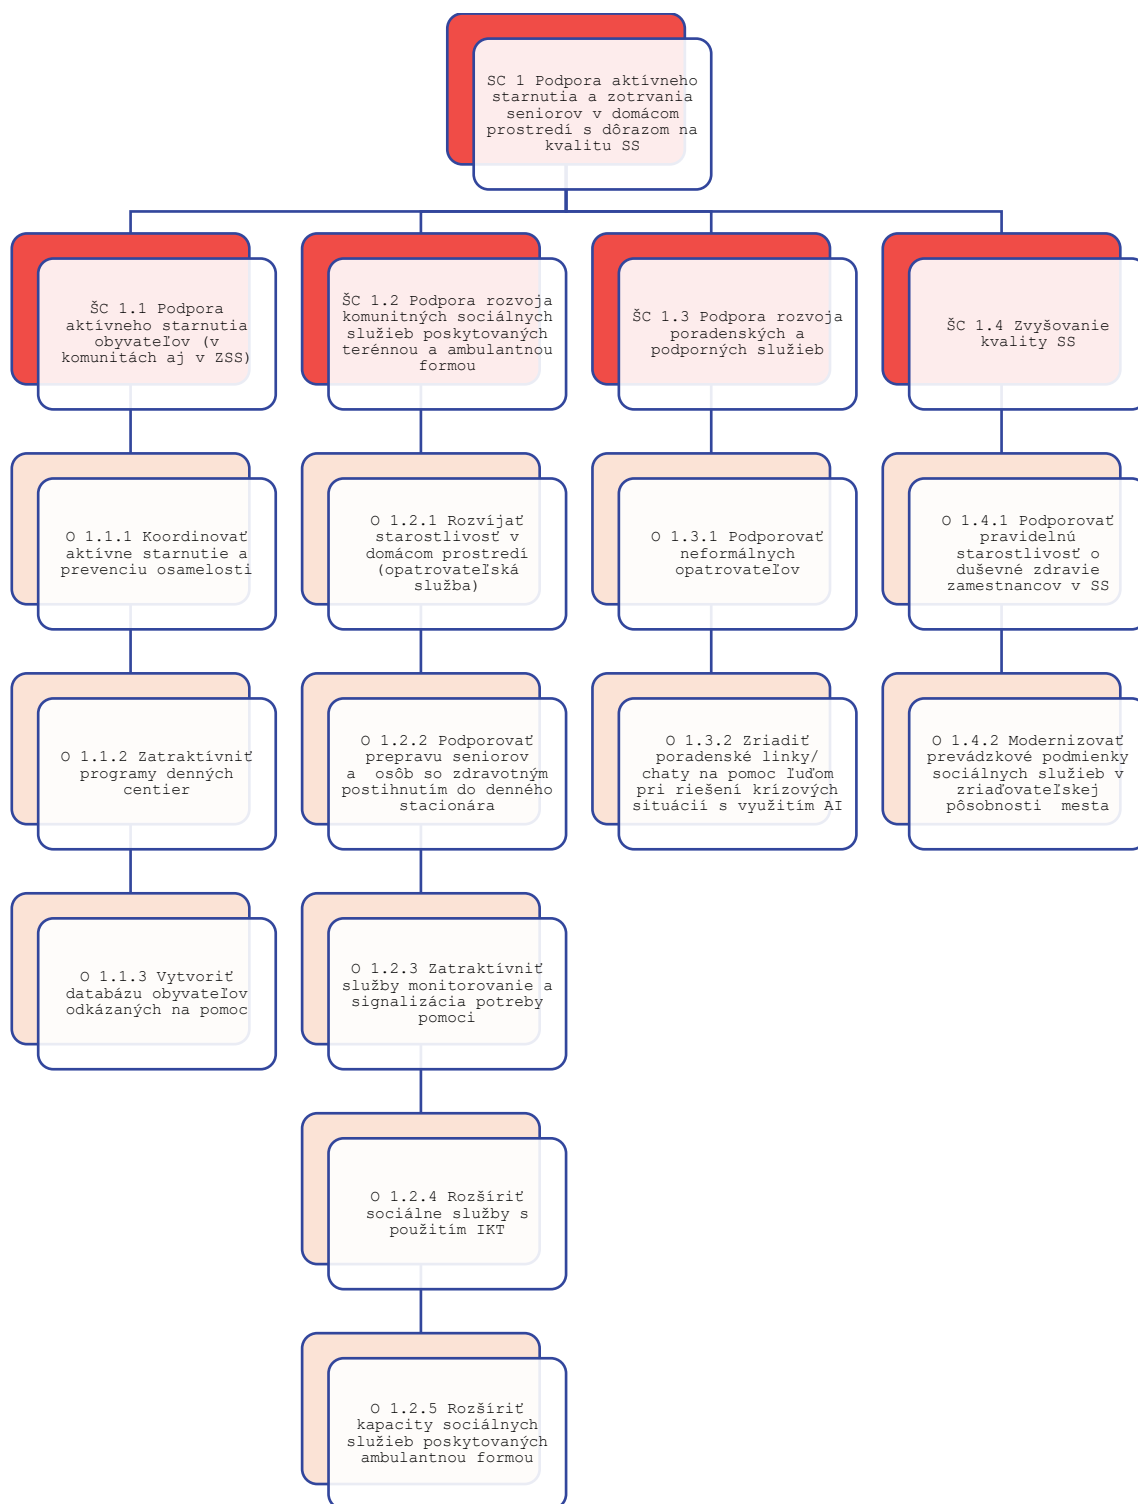 SC 1 Podpora aktívneho
starnutia a zotrvania
seniorov v domácom
prostredí s dôrazom na
kvalitu SS
ŠC 1.1 Podpora
aktívneho starnutia
obyvateľov (v
komunitách aj v ZSS)
ŠC 1.2 Podpora rozvoja
komunitných sociálnych
služieb poskytovaných
terénnou a ambulantnou
formou
ŠC 1.3 Podpora rozvoja
poradenských a
podporných služieb
ŠC 1.4 Zvyšovanie
kvality SS
O 1.1.1 Koordinovať
aktívne starnutie a
prevenciu osamelosti
O 1.2.1 Rozvíjať
starostlivosť v
domácom prostredí
(opatrovateľská
služba)
O 1.3.1 Podporovať
neformálnych
opatrovateľov
O 1.4.1 Podporovať
pravidelnú
starostlivosť o
duševné zdravie
zamestnancov v SS
O 1.1.2 Zatraktívniť
programy denných
centier
O 1.2.2 Podporovať
prepravu seniorov
a  osôb so zdravotným
postihnutím do denného
stacionára
O 1.3.2 Zriadiť
poradenské linky/
chaty na pomoc ľuďom
pri riešení krízových
situácií s využitím AI
O 1.4.2 Modernizovať
prevádzkové podmienky
sociálnych služieb v
zriaďovateľskej
pôsobnosti  mesta
O 1.1.3 Vytvoriť
databázu obyvateľov
odkázaných na pomoc
O 1.2.3 Zatraktívniť
služby monitorovanie a
signalizácia potreby
pomoci
O 1.2.4 Rozšíriť
sociálne služby s
použitím IKT
O 1.2.5 Rozšíriť
kapacity sociálnych
služieb poskytovaných
ambulantnou formou